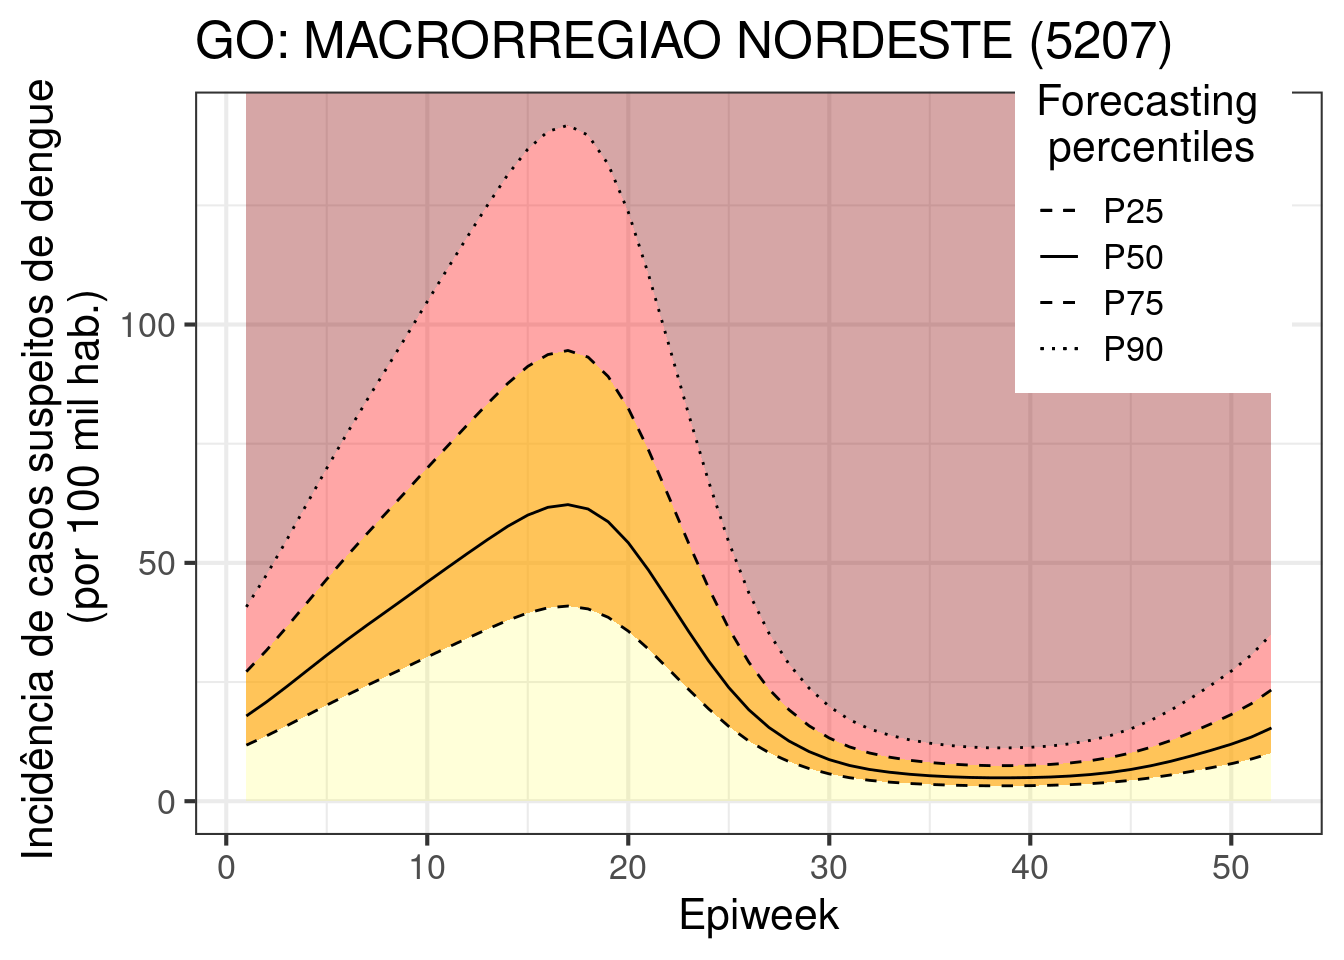 GO: MACRORREGIAO NORDESTE (5207)
Incidência de casos suspeitos de dengue
(por 100 mil hab.)
100
50
0
Forecasting
percentiles
P25
P50
P75
P90
0 10 20 30 40 50
Epiweek